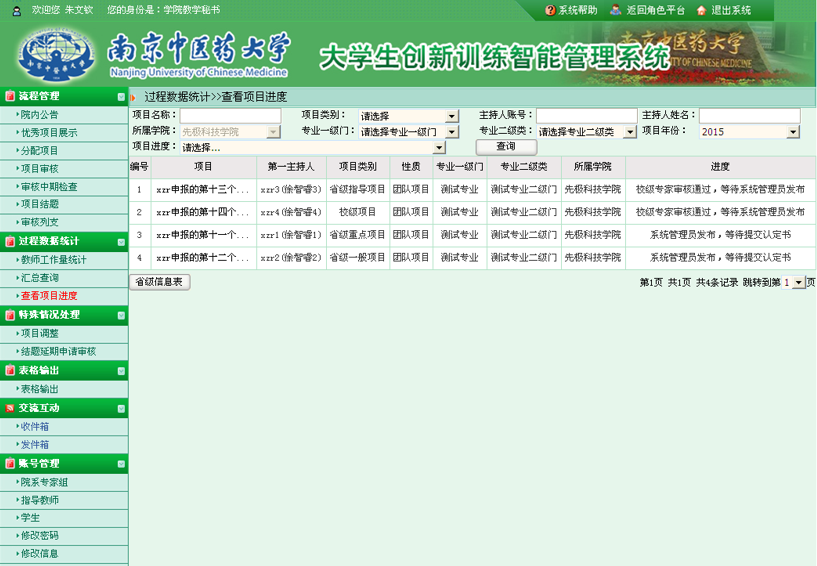 欢迎您 朱文钦 您的身份是：学院教学秘书
系统帮助 返回角色平台 退出系统
南京中医药大学
Nanjing University of Chinese Medicine
大学生创新训练智能管理系统
南京中医药大学
UNIVERSITY OF CHINESE MEDICINE
流程管理
院内公告
优秀项目展示
分配项目
项目审核
审核中期检查
项目结题
审核列支
过程数据统计
教师工作量统计
汇总查询
查看项目进度
特殊情况处理
项目调整
结题延期申请审核
表格输出
表格输出
交流互动
收件箱
发件箱
账号管理
院系专家组
指导教师
学生
修改密码
修改信息
过程数据统计>>查看项目进度
项目名称： 项目类别： 请选择 主持人账号： 主持人姓名：
所属学院： 先极科技学院 专业一级门： 请选择专业一级门 专业二级类： 请选择专业二级类 项目年份： 2015
项目进度： 请选择... 查询
编号 项目 第一主持人 项目类别 性质 专业一级门 专业二级类 所属学院 进度
1 xzr申报的第十三个... xzr3(徐智睿3) 省级指导项目 团队项目 测试专业 测试专业二级门 先极科技学院 校级专家审核通过，等待系统管理员发布
2 xzr申报的第十四个... xzr4(徐智睿4) 校级项目 团队项目 测试专业 测试专业二级门 先极科技学院 校级专家审核通过，等待系统管理员发布
3 xzr申报的第十一个... xzr1(徐智睿1) 省级重点项目 团队项目 测试专业 测试专业二级门 先极科技学院 系统管理员发布，等待提交认定书
4 xzr申报的第十二个... xzr2(徐智睿2) 省级一般项目 团队项目 测试专业 测试专业二级门 先极科技学院 系统管理员发布，等待提交认定书
省级信息表 第1页 共1页 共4条记录 跳转到第 1 页